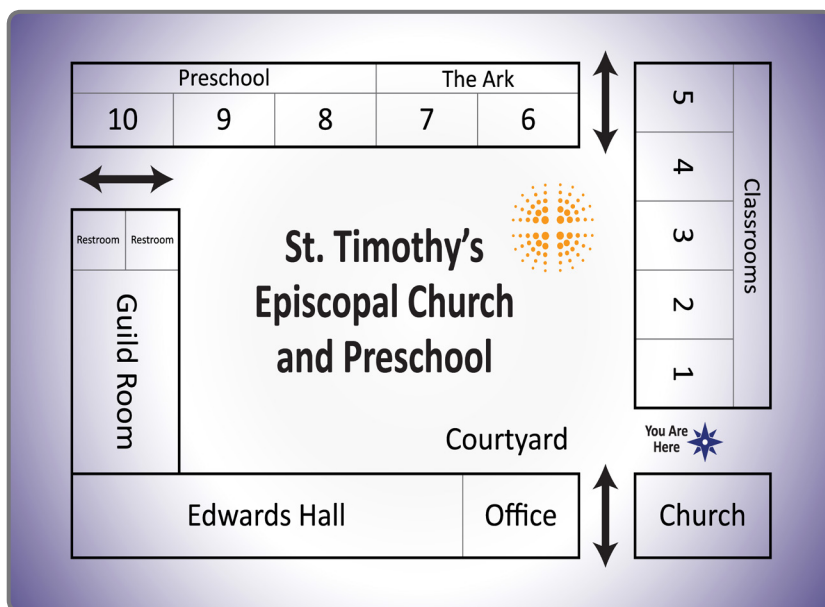 Preschool
The Ark
10
9
8
7
6
5
4
3
2
1
Classrooms
Restroom
Restroom
Guild Room
St. Timothy's
Episcopal Church
and Preschool
Courtyard
You Are
Here
Edwards Hall
Office
Church